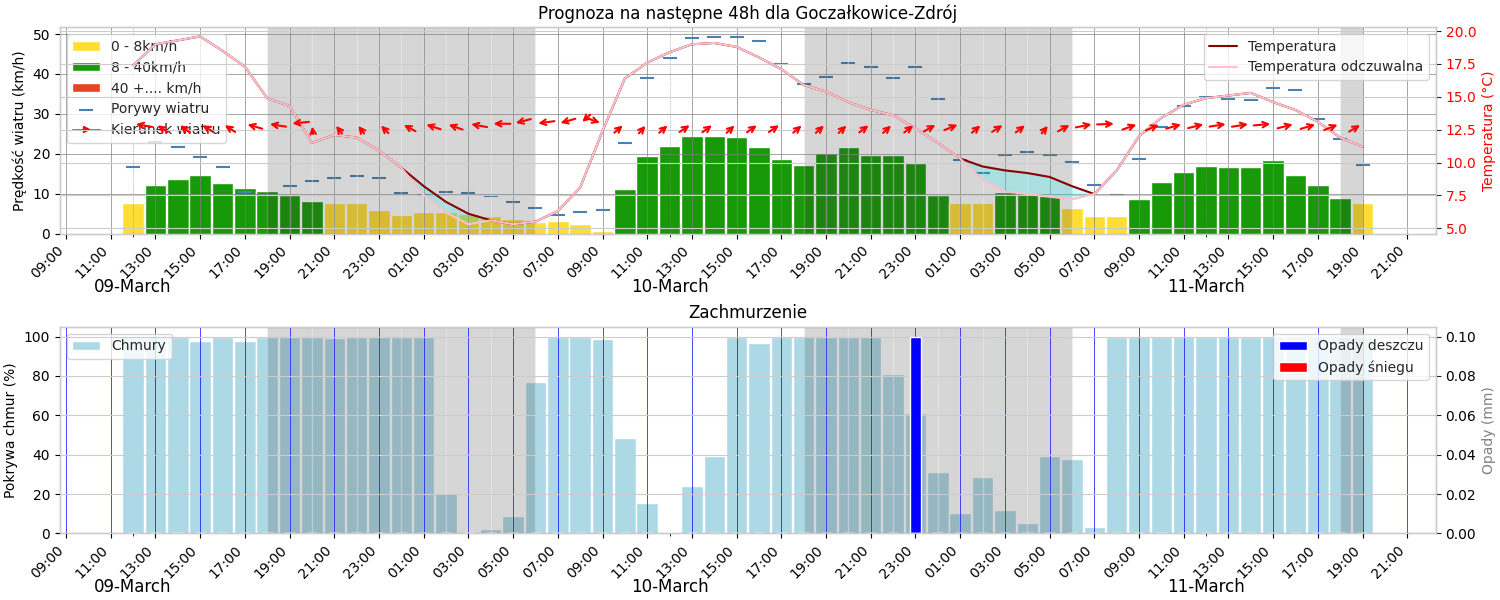 Prognoza na następne 48h dla Goczałkowice-Zdrój
Prędkość wiatru (km/h)
50
40
30
20
10
0
0 - 8km/h
8 - 40km/h
40 +.... km/h
Porywy wiatru
Kierunek wiatru
Temperatura
Temperatura odczuwalna
20.0
17.5
15.0
12.5
10.0
7.5
5.0
Temperatura (°C)
09:00 11:00 13:00 15:00 17:00 19:00 21:00 23:00 01:00 03:00 05:00 07:00 09:00 11:00 13:00 15:00 17:00 19:00 21:00 23:00 01:00 03:00 05:00 07:00 09:00 11:00 13:00 15:00 17:00 19:00 21:00
09-March 10-March 11-March
Zachmurzenie
Pokrywa chmur (%)
100
80
60
40
20
0
Chmury
Opady deszczu
Opady śniegu
0.10
0.08
0.06
0.04
0.02
0.00
Opady (mm)
09:00 11:00 13:00 15:00 17:00 19:00 21:00 23:00 01:00 03:00 05:00 07:00 09:00 11:00 13:00 15:00 17:00 19:00 21:00 23:00 01:00 03:00 05:00 07:00 09:00 11:00 13:00 15:00 17:00 19:00 21:00
09-March 10-March 11-March